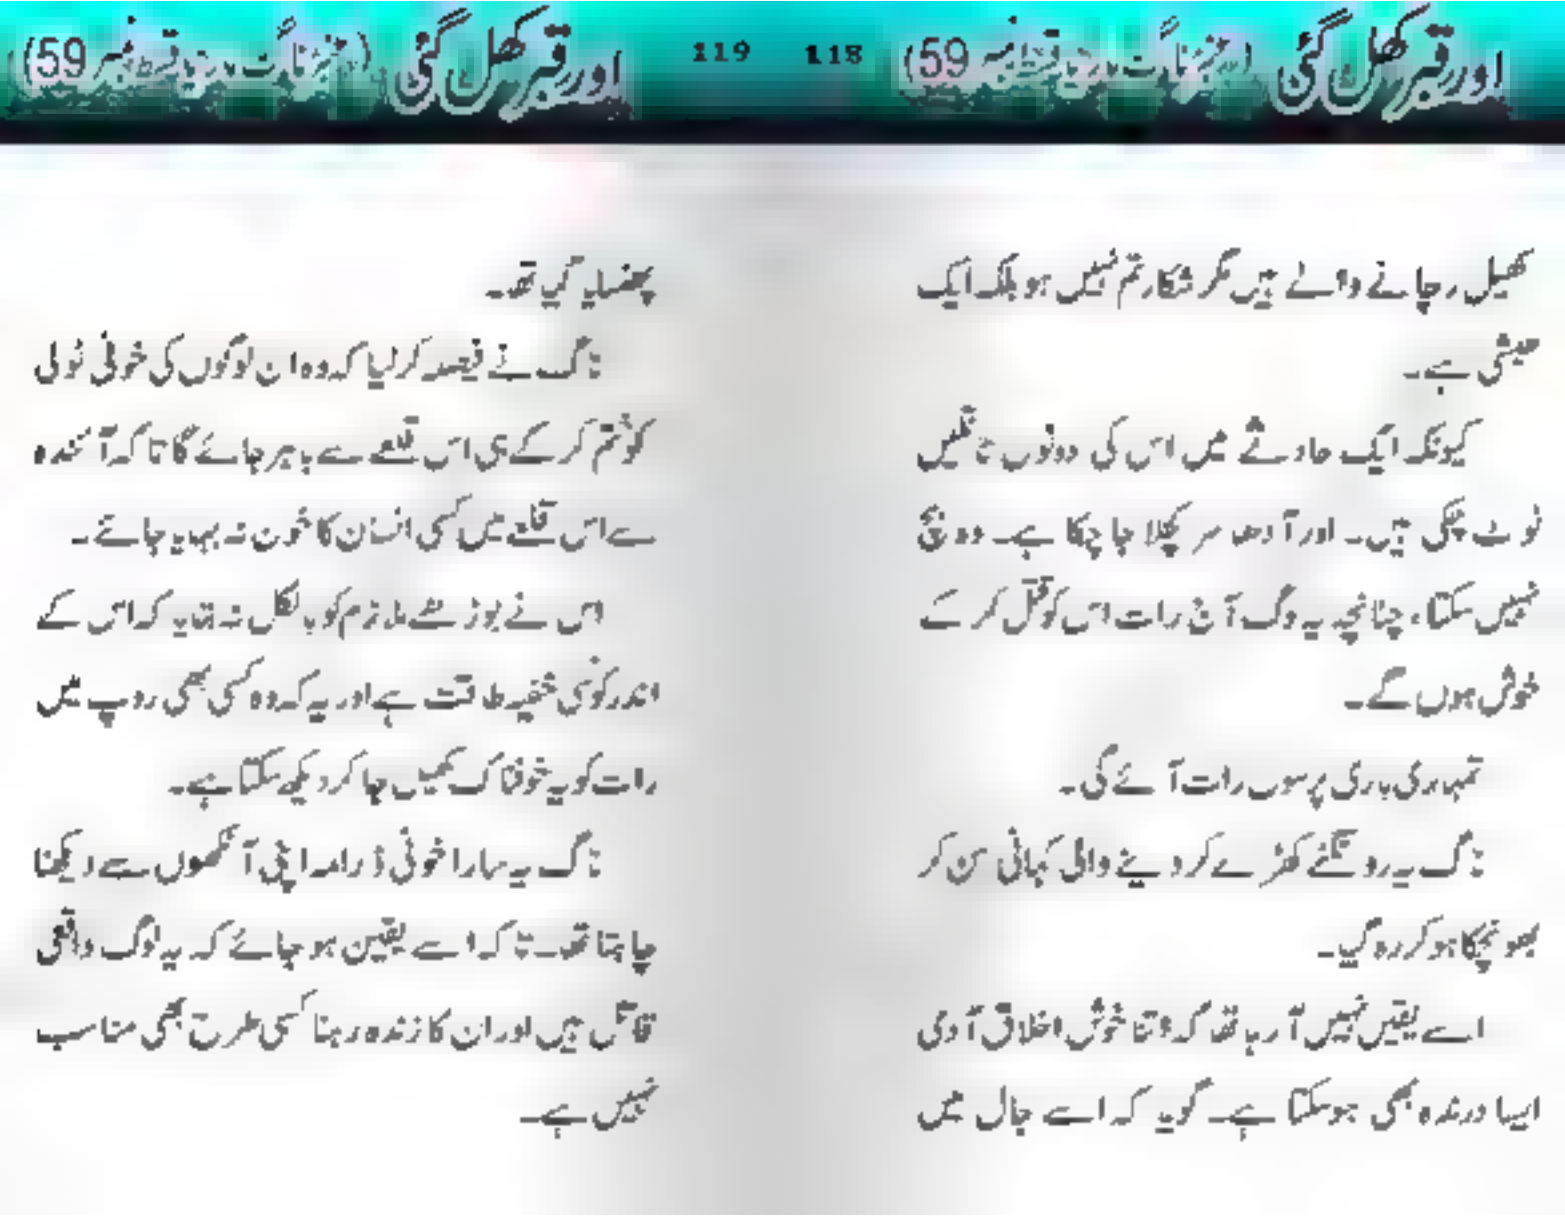 اور قبر کھل گئی (عنبر ناگ ماریا قسط نمبر 59)
118
کھیل رچانے والے ہیں مگر شکار تم نہیں ہو بلکہ ایک
حبشی ہے۔
کیونکہ ایک حادثے میں اس کی دونوں ٹانگیں
ٹوٹ چکی ہیں۔ اور آدھا سر کچلا جا چکا ہے۔ وہ بچ
نہیں سکتا، چنانچہ یہ لوگ آج رات اس کو قتل کر کے
خوش ہوں گے۔
تمہاری باری پرسوں رات آئے گی۔
ناگ یہ رونگٹے کھڑے کر دینے والی کہانی سن کر
بھونچکا ہو کر رہ گیا۔
اسے یقین نہیں آ رہا تھا کہ اتنا خوش اخلاق آدمی
ایسا درندہ بھی ہو سکتا ہے۔ گویا کہ اسے جال میں
اور قبر کھل گئی (عنبر ناگ ماریا قسط نمبر 59)
119
پھنسایا گیا تھا۔
ناگ نے فیصلہ کر لیا کہ وہ ان لوگوں کی خونی ٹولی
کو ختم کر کے ہی اس قلعے سے باہر جائے گا تا کہ آئندہ
سے اس قلعے میں کسی انسان کا خون نہ بہایا جائے۔
اس نے بوڑھے ملازم کو بالکل نہ بتایا کہ اس کے
اندر کوئی خفیہ طاقت ہے اور یہ کہ وہ کسی بھی روپ میں
رات کو یہ خوفناک کھیل جا کر دیکھ سکتا ہے۔
ناگ یہ سارا خونی ڈرامہ اپنی آنکھوں سے دیکھنا
چاہتا تھا۔ تا کہ اسے یقین ہو جائے کہ یہ لوگ واقعی
قاتل ہیں اور ان کا زندہ رہنا کسی طرح بھی مناسب
نہیں ہے۔